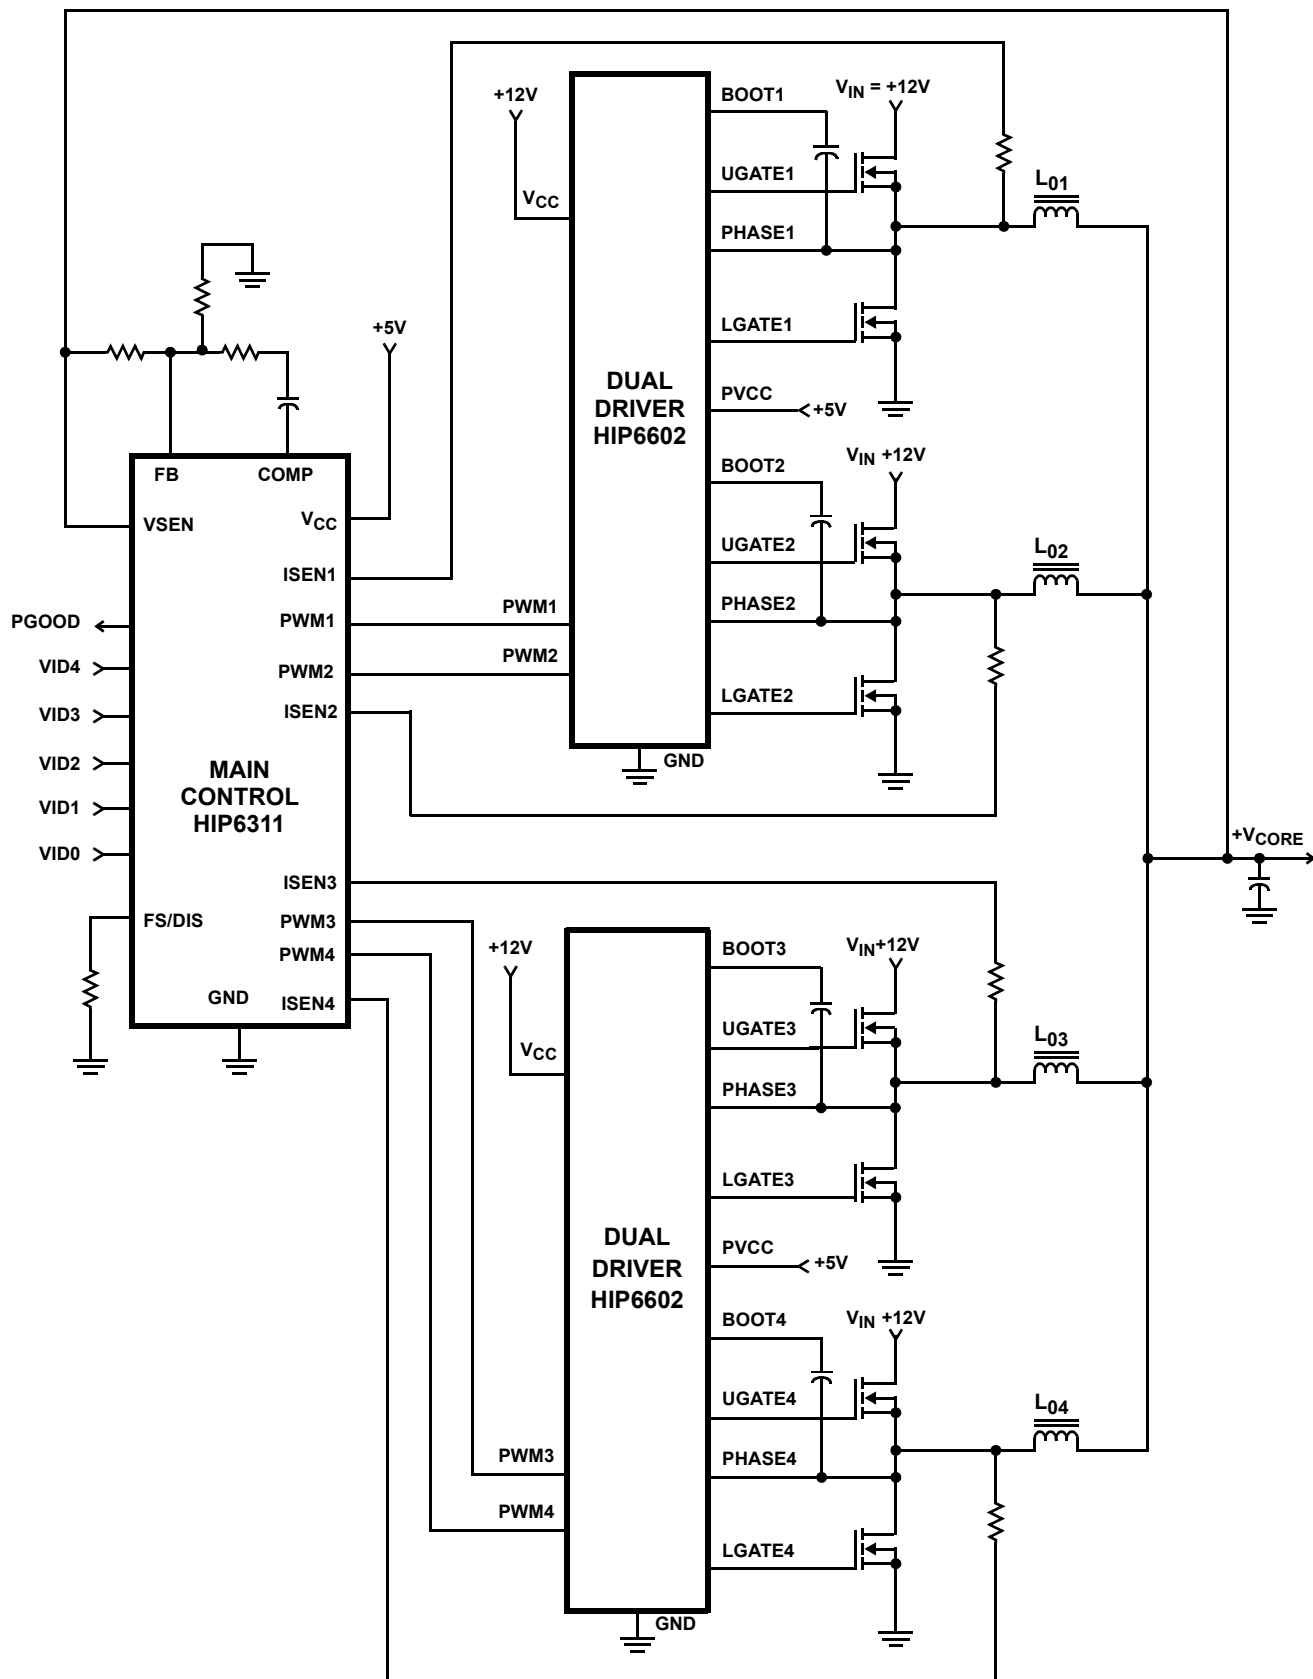 +12V
BOOT1
VIN = +12V
UGATE1
VCC
L01
PHASE1
+5V
LGATE1
DUAL
DRIVER
HIP6602
PVCC
+5V
BOOT2
VIN +12V
FB
COMP
VSEN
VCC
UGATE2
L02
ISEN1
PHASE2
PGOOD
PWM1
PWM1
VID4
PWM2
PWM2
LGATE2
VID3
ISEN2
VID2
MAIN
CONTROL
HIP6311
GND
VID1
VID0
+VCORE
ISEN3
FS/DIS
PWM3
PWM4
GND
ISEN4
+12V
BOOT3
VIN+12V
UGATE3
VCC
L03
PHASE3
LGATE3
DUAL
DRIVER
HIP6602
PVCC
+5V
BOOT4
VIN +12V
UGATE4
L04
PWM3
PHASE4
PWM4
LGATE4
GND